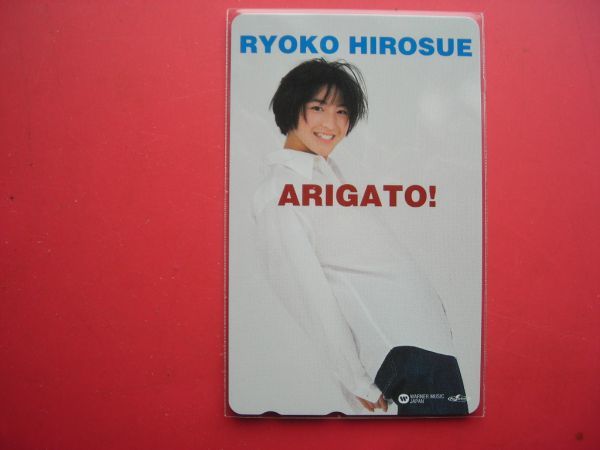 RYOKO HIROSUE
ARIGATO!
WARNER MUSIC
JAPAN